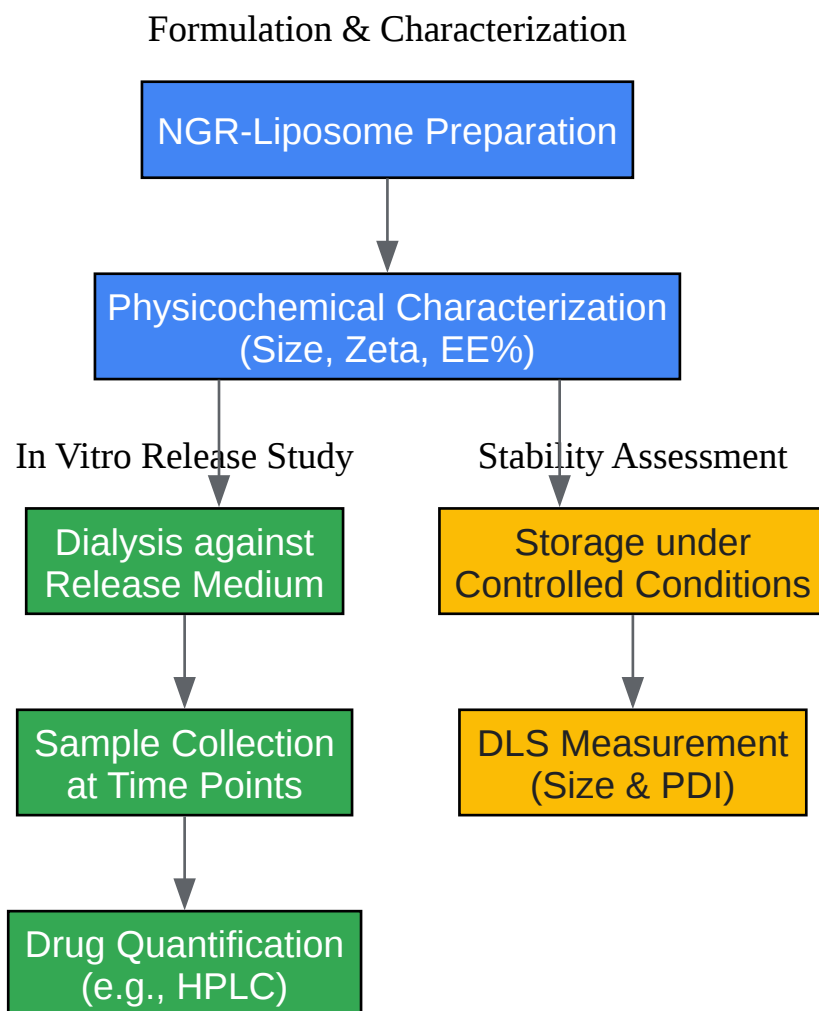 Formulation & Characterization
NGR-Liposome Preparation
Physicochemical Characterization
(Size, Zeta, EE%)
In Vitro Release Study
Stability Assessment
Dialysis against
Release Medium
Storage under
Controlled Conditions
Sample Collection
at Time Points
DLS Measurement
(Size & PDI)
Drug Quantification
(e.g., HPLC)